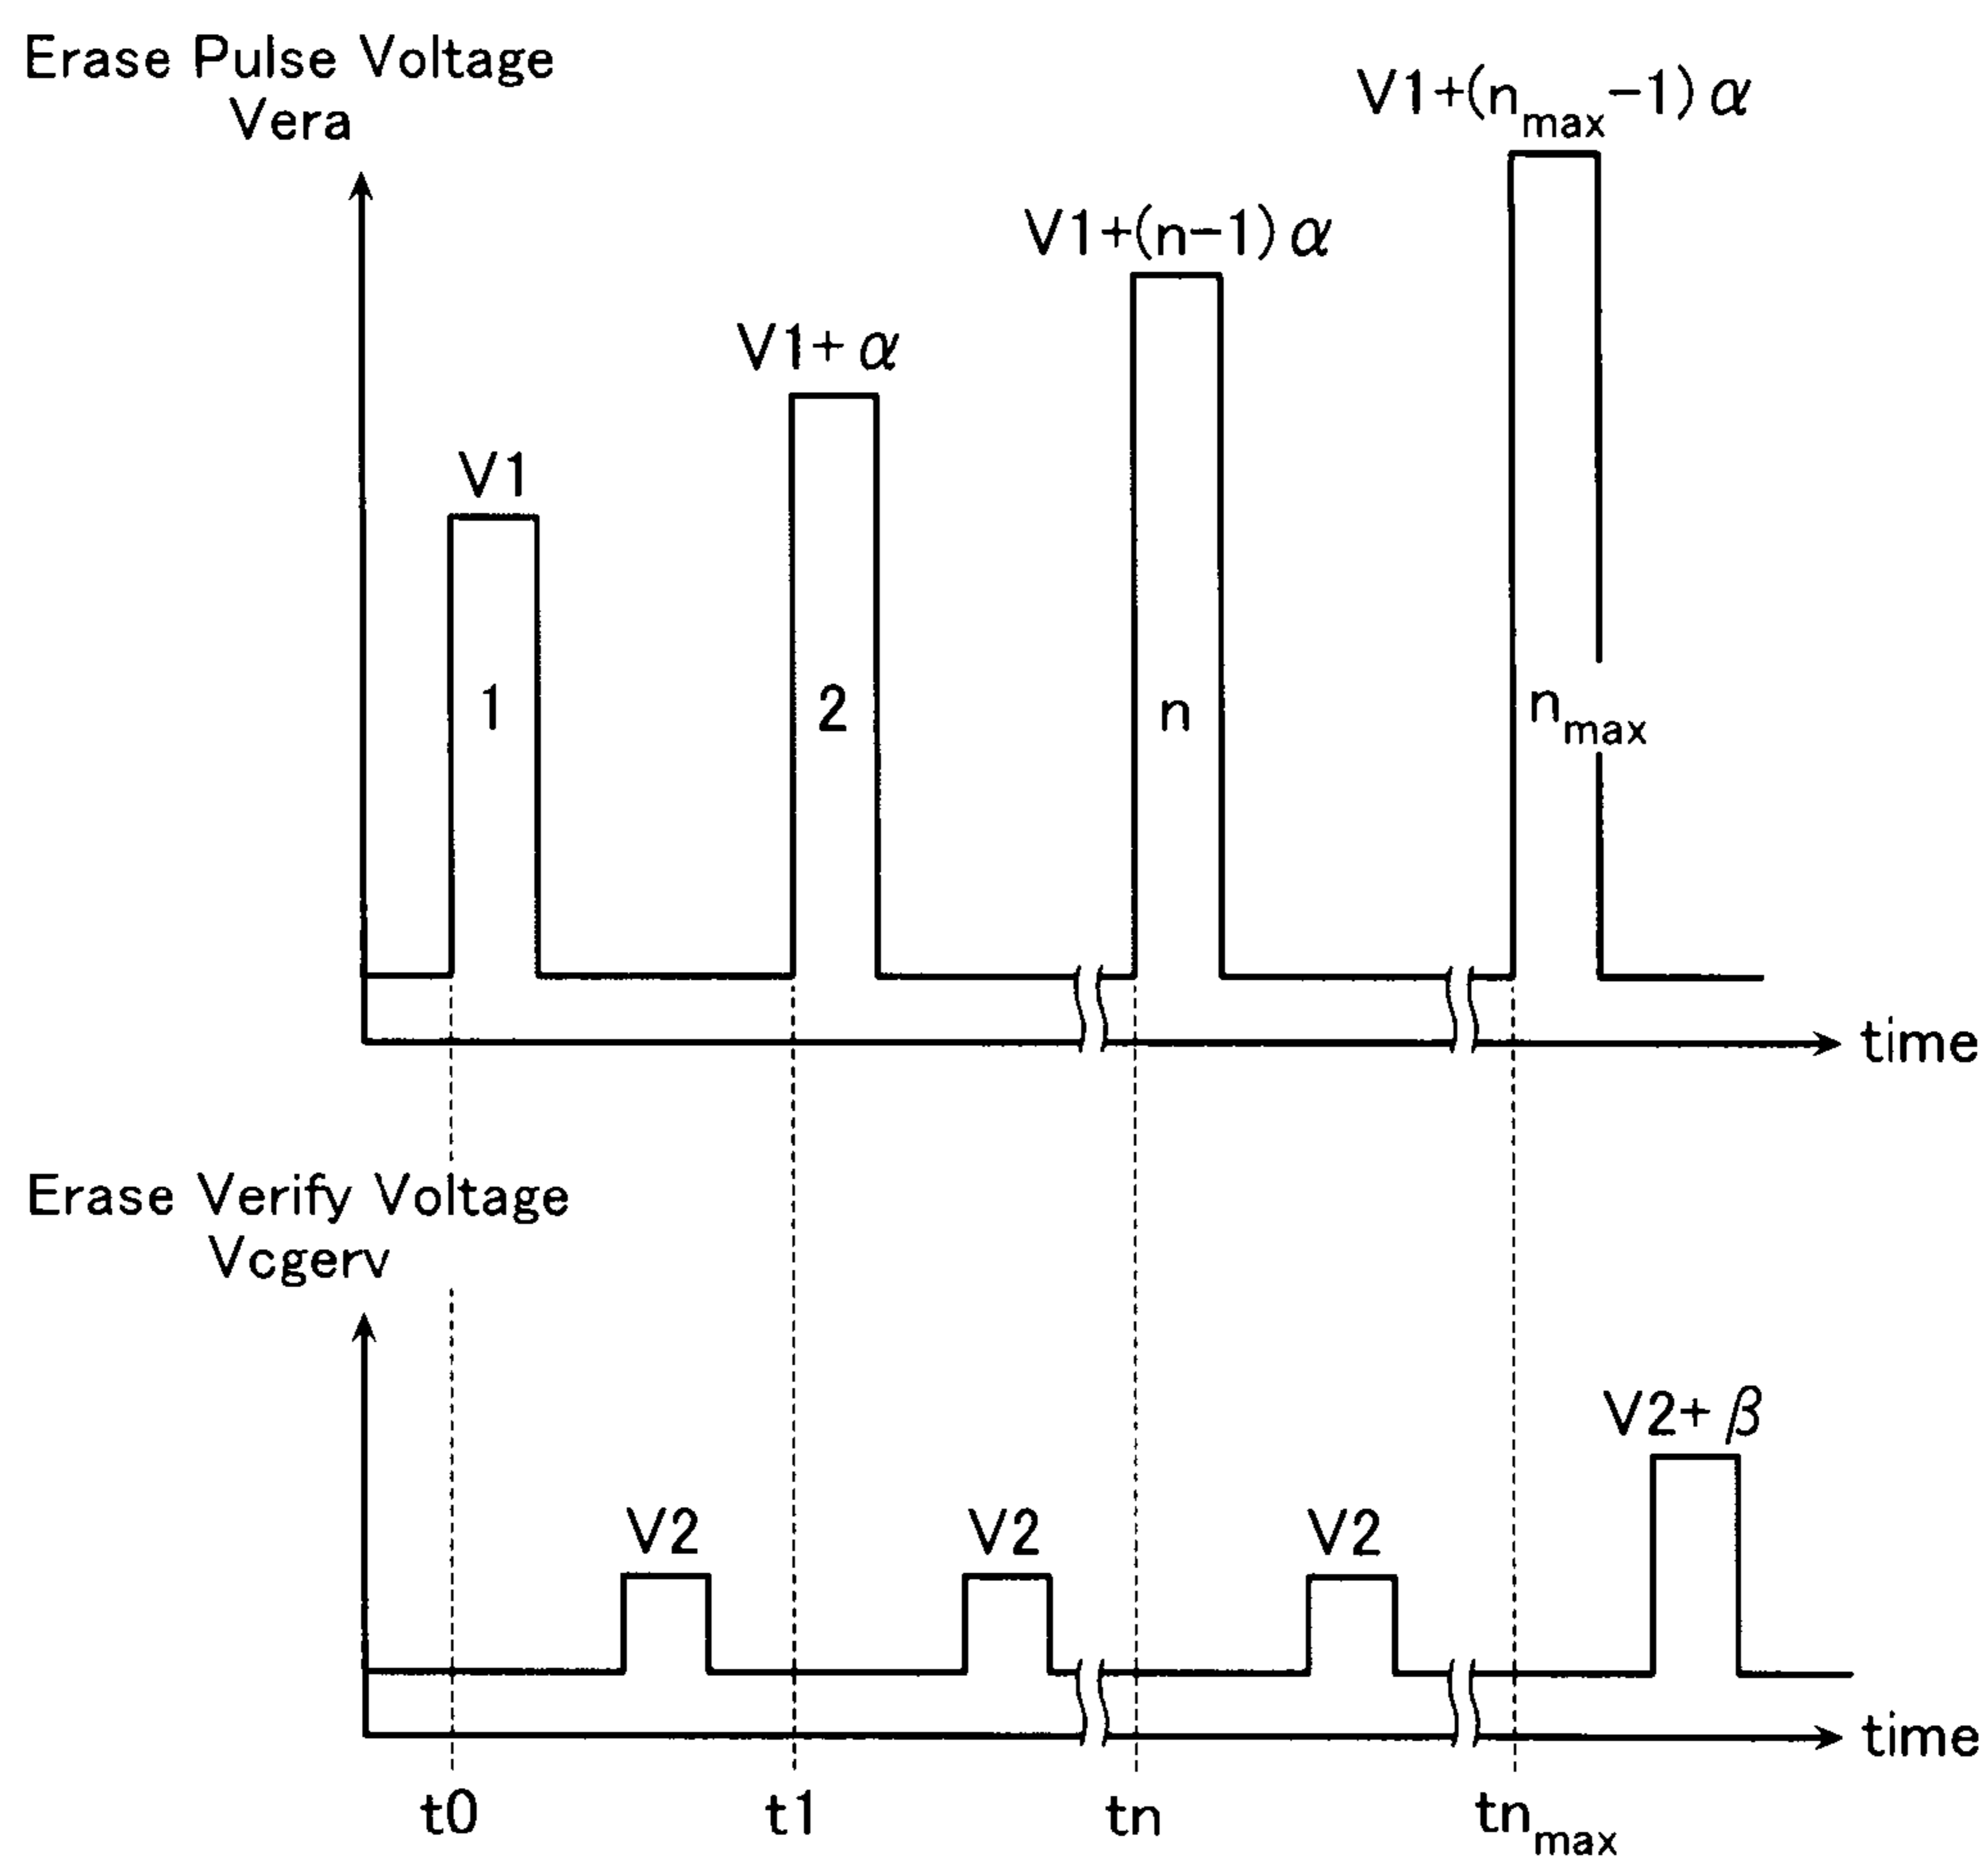 Erase Pulse Voltage
Vera
V1+(nmax-1)α
V1+(n-1)α
V1+α
V1
1
2
n
nmax
time
Erase Verify Voltage
Vcgerv
V2+β
V2
V2
V2
time
t0
t1
tn
tnmax